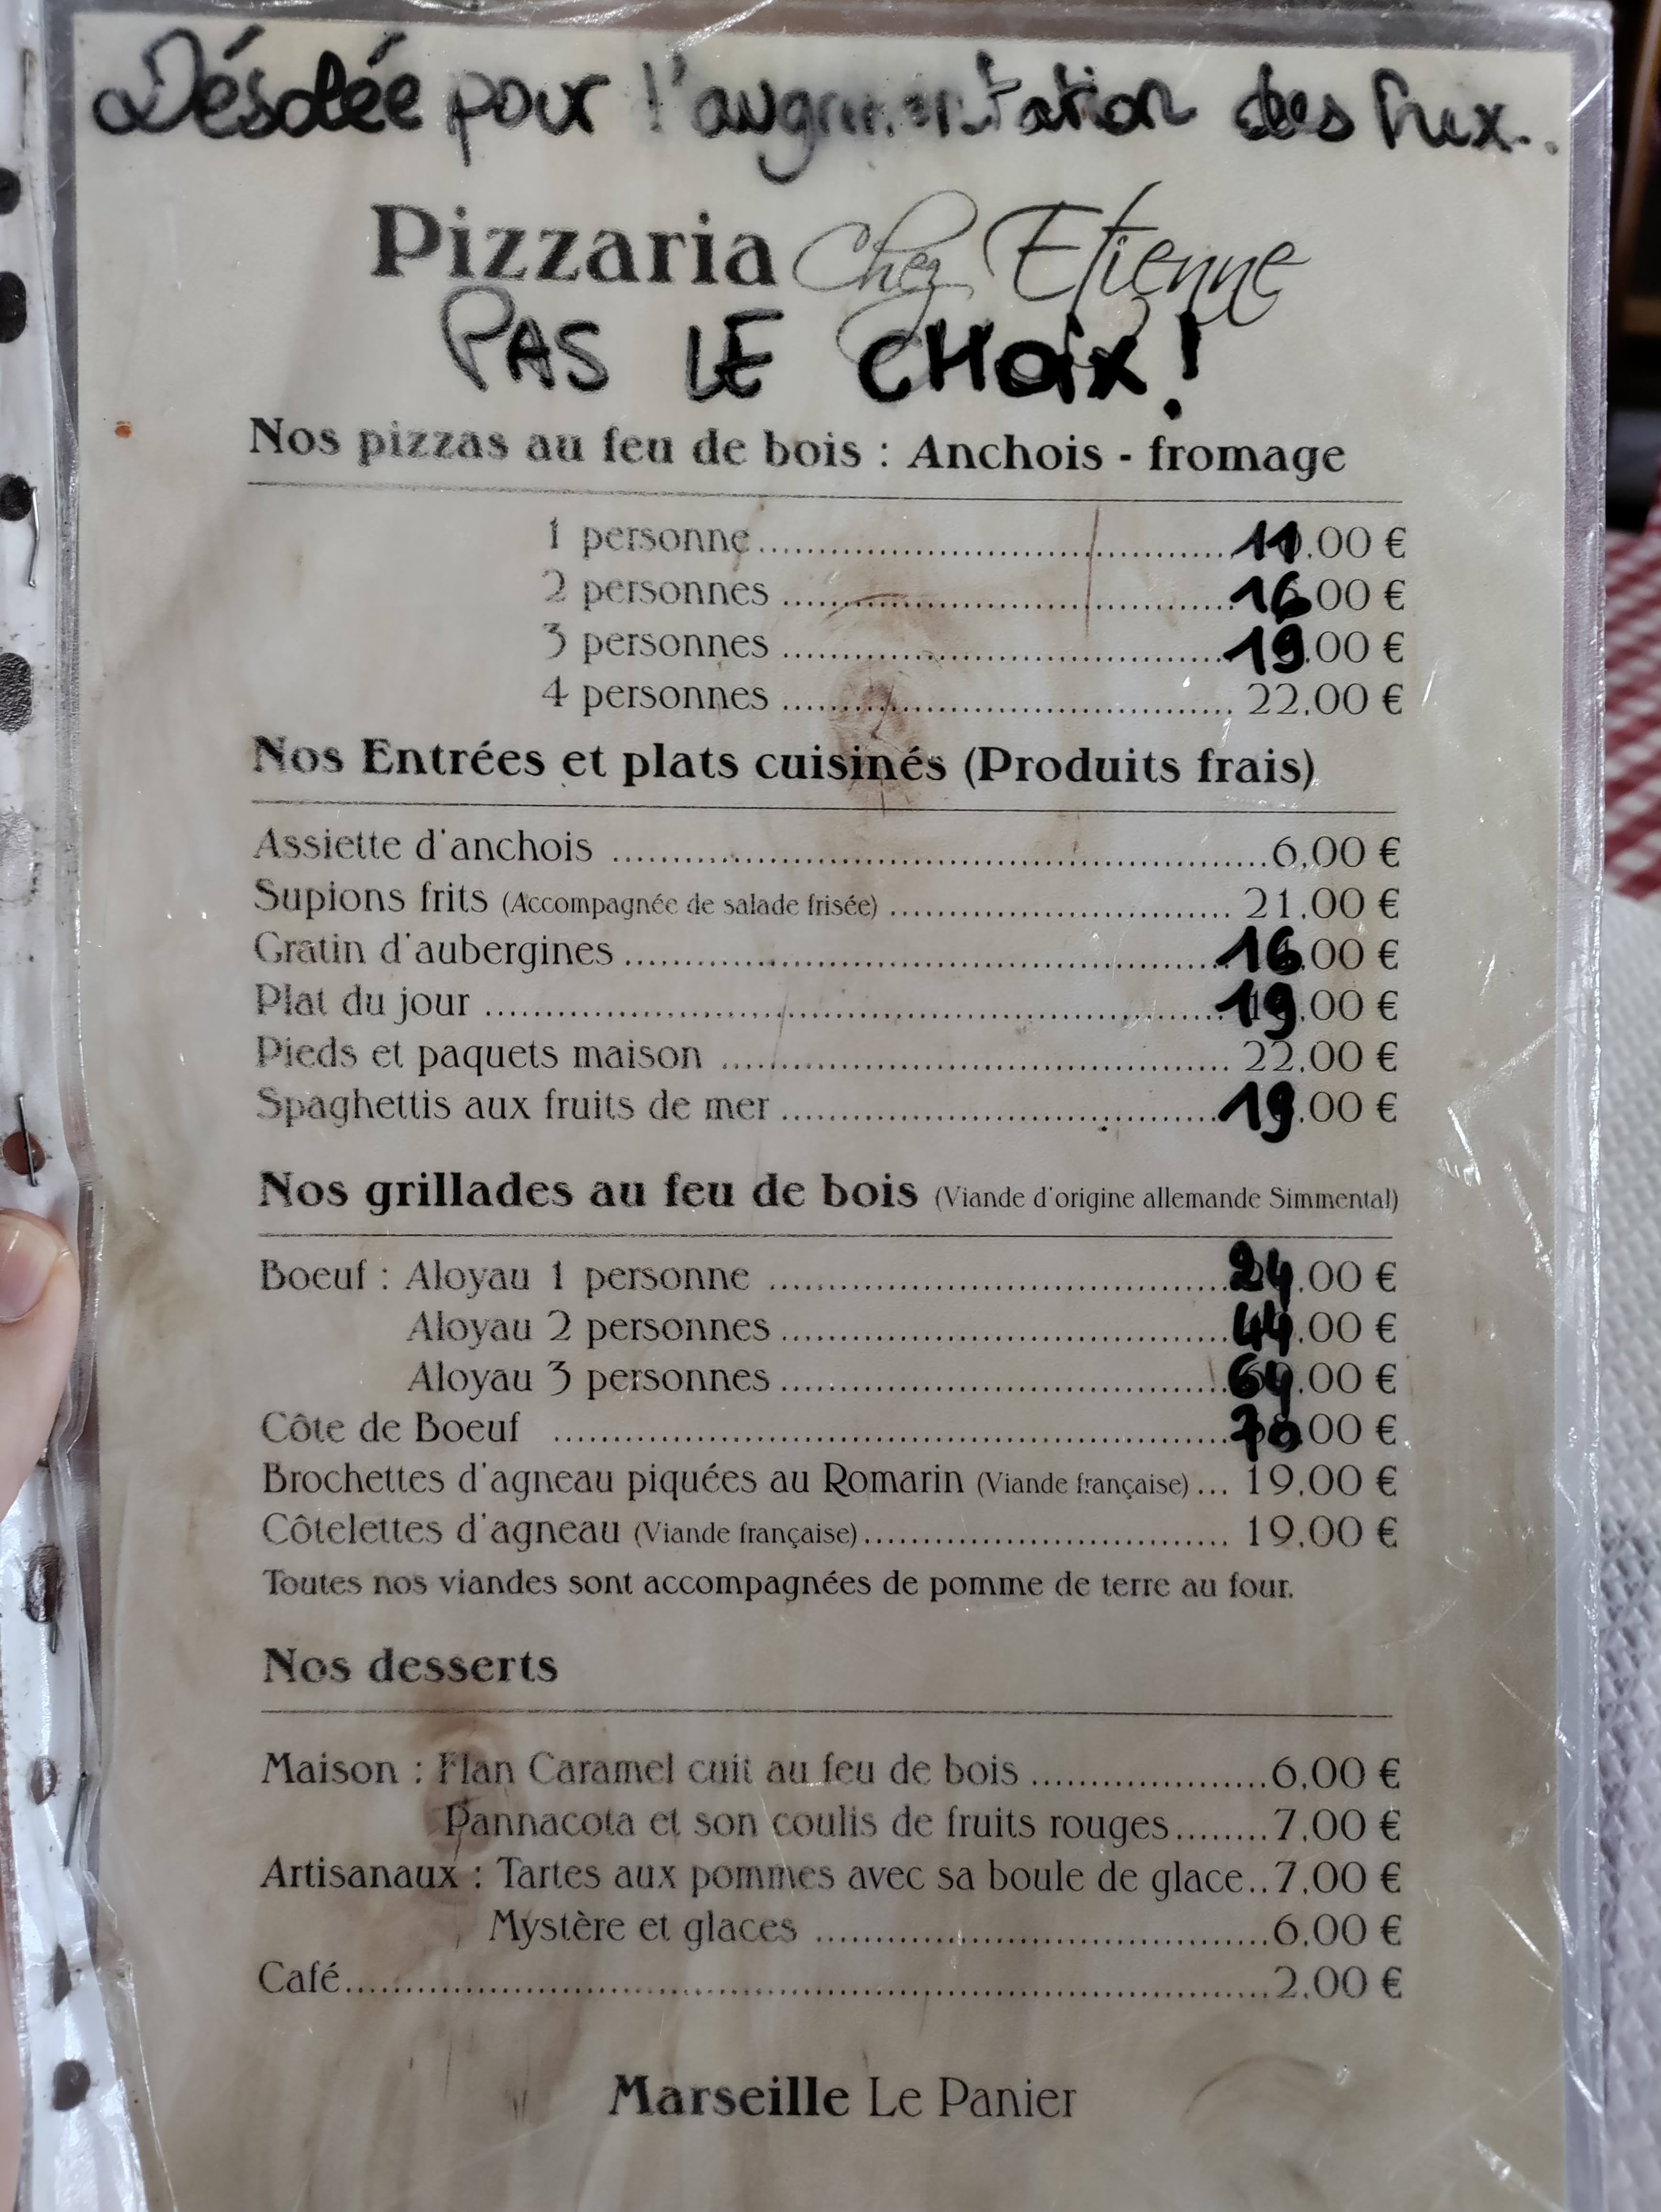 Désolée pour l'augmentation des Prix..
Pizzaria Chez Etienne
PAS LE CHOIX!
Nos pizzas au feu de bois : Anchois - fromage
1 personne.......................................11.00 €
2 personnes.....................................16.00 €
3 personnes.....................................19.00 €
4 personnes..................................... 22.00 €
Nos Entrées et plats cuisinés (Produits frais)
Assiette d'anchois .......................................................6.00 €
Supions frits (Accompagnée de salade frisée) ............................ 21.00 €
Gratin d'aubergines ..................................................16.00 €
Plat du jour .............................................................19.00 €
Pieds et paquets maison .......................................... 22.00 €
Spaghettis aux fruits de mer ....................................19.00 €
Nos grillades au feu de bois (Viande d'origine allemande Simmental)
Boeuf : Aloyau 1 personne ......................................24.00 €
Aloyau 2 personnes .....................................44.00 €
Aloyau 3 personnes .....................................64.00 €
Côte de Boeuf ........................................................70.00 €
Brochettes d'agneau piquées au Romarin (Viande française) ... 19.00 €
Côtelettes d'agneau (Viande française).............................. 19.00 €
Toutes nos viandes sont accompagnées de pomme de terre au four.
Nos desserts
Maison : Flan Caramel cuit au feu de bois ....................6.00 €
Pannacota et son coulis de fruits rouges........7.00 €
Artisanaux : Tartes aux pommes avec sa boule de glace..7.00 €
Mystère et glaces .....................................6.00 €
Café............................................................................2.00 €
Marseille Le Panier